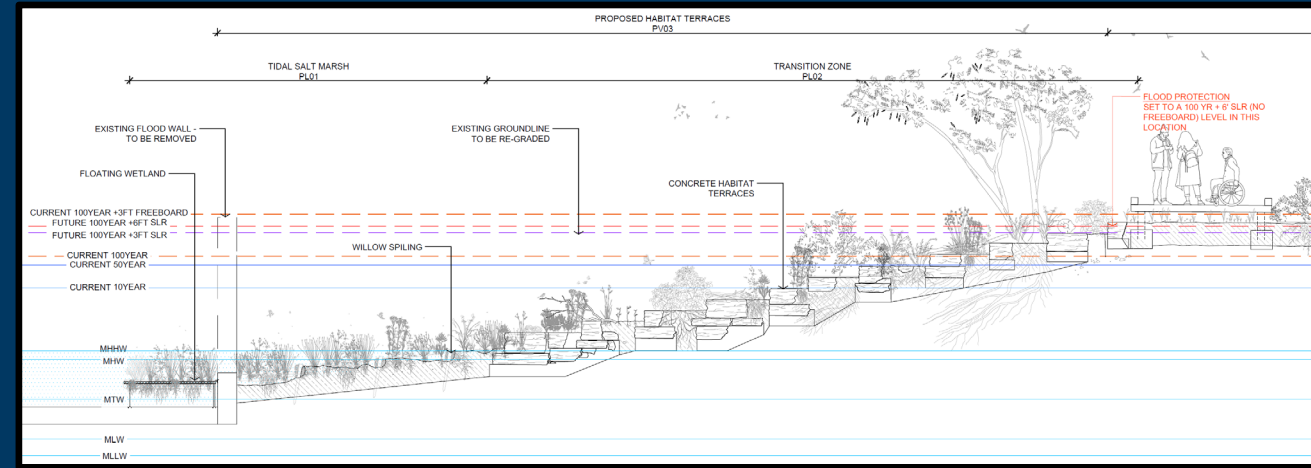 PROPOSED HABITAT TERRACES
PV03
TIDAL SALT MARSH
PL01
TRANSITION ZONE
PL02
FLOOD PROTECTION
SET TO A 100 YR + 6' SLR (NO
FREEBOARD) LEVEL IN THIS
LOCATION
EXISTING FLOOD WALL -
TO BE REMOVED
EXISTING GROUNDLINE
TO BE RE-GRADED
FLOATING WETLAND
CONCRETE HABITAT
TERRACES
CURRENT 100YEAR +3FT FREEBOARD
FUTURE 100YEAR +6FT SLR
FUTURE 100YEAR +3FT SLR
WILLOW SPILING
CURRENT 100YEAR
CURRENT 50YEAR
CURRENT 10YEAR
MHHW
MHW
MTW
MLW
MLLW